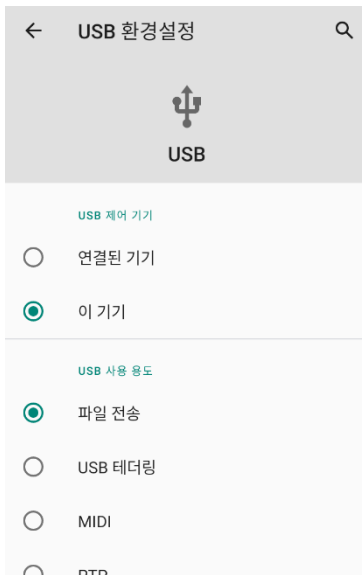 USB 환경설정
USB
USB 제어 기기
연결된 기기
이 기기
USB 사용 용도
파일 전송
USB 테더링
MIDI
PTP